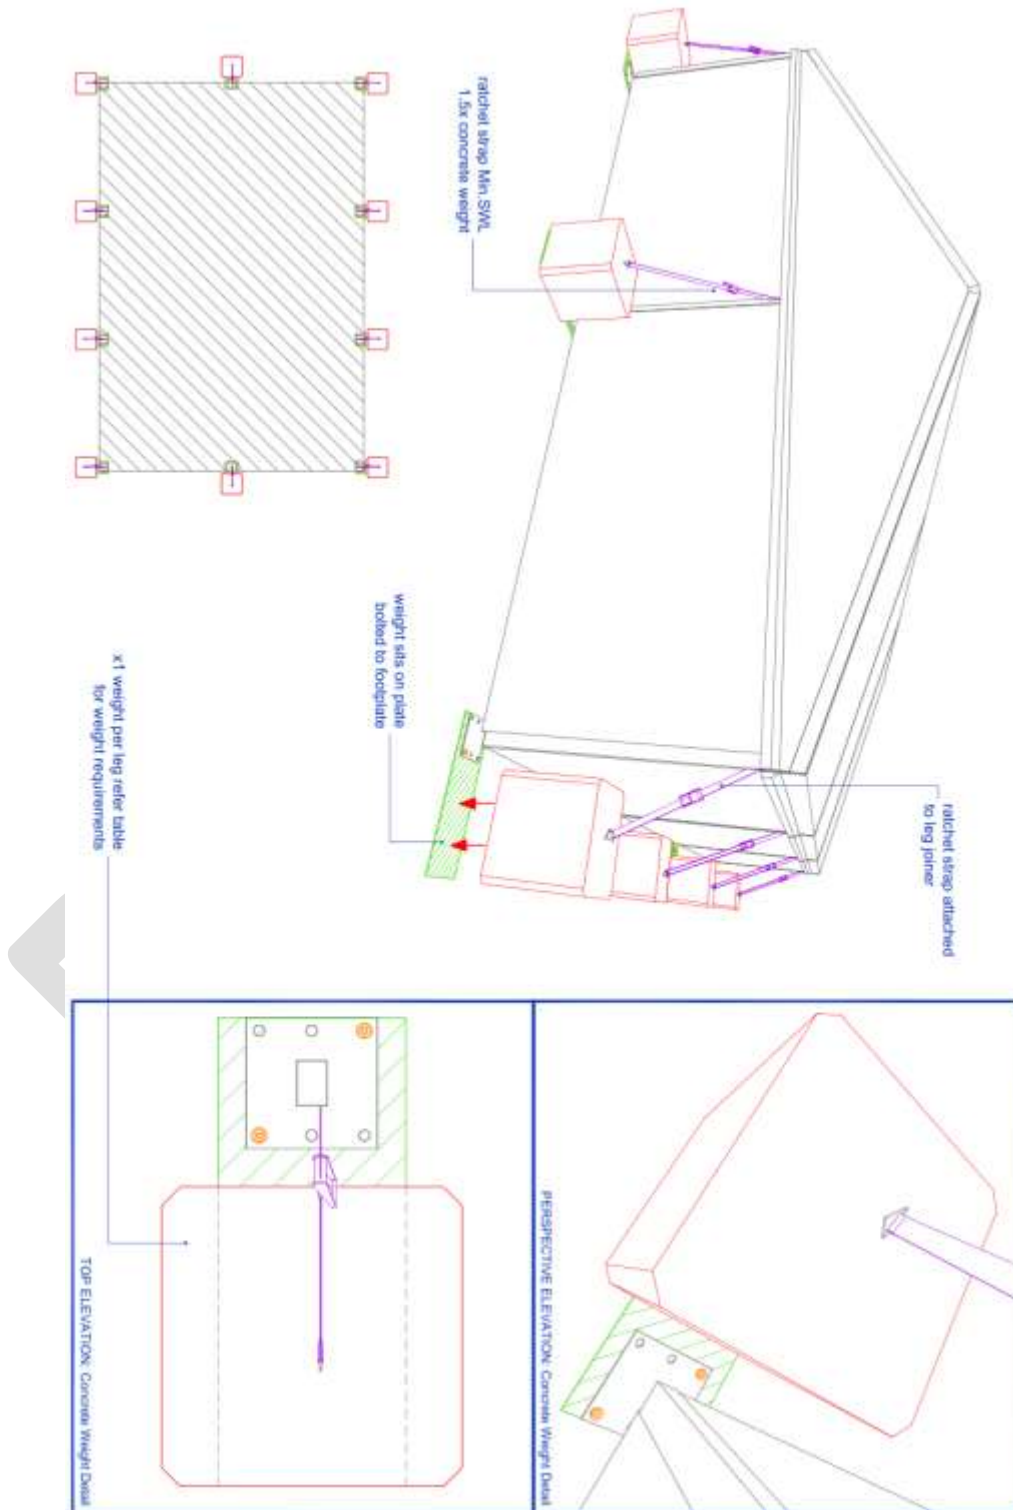 ratchet strap Min.SWL
1.5x concrete weight
ratchet strap attached
to leg joiner
weight sits on plate
bolted to footplate
x1 weight per leg refer table
for weight requirements
PERSPECTIVE ELEVATION: Concrete Weight Detail
TOP ELEVATION: Concrete Weight Detail